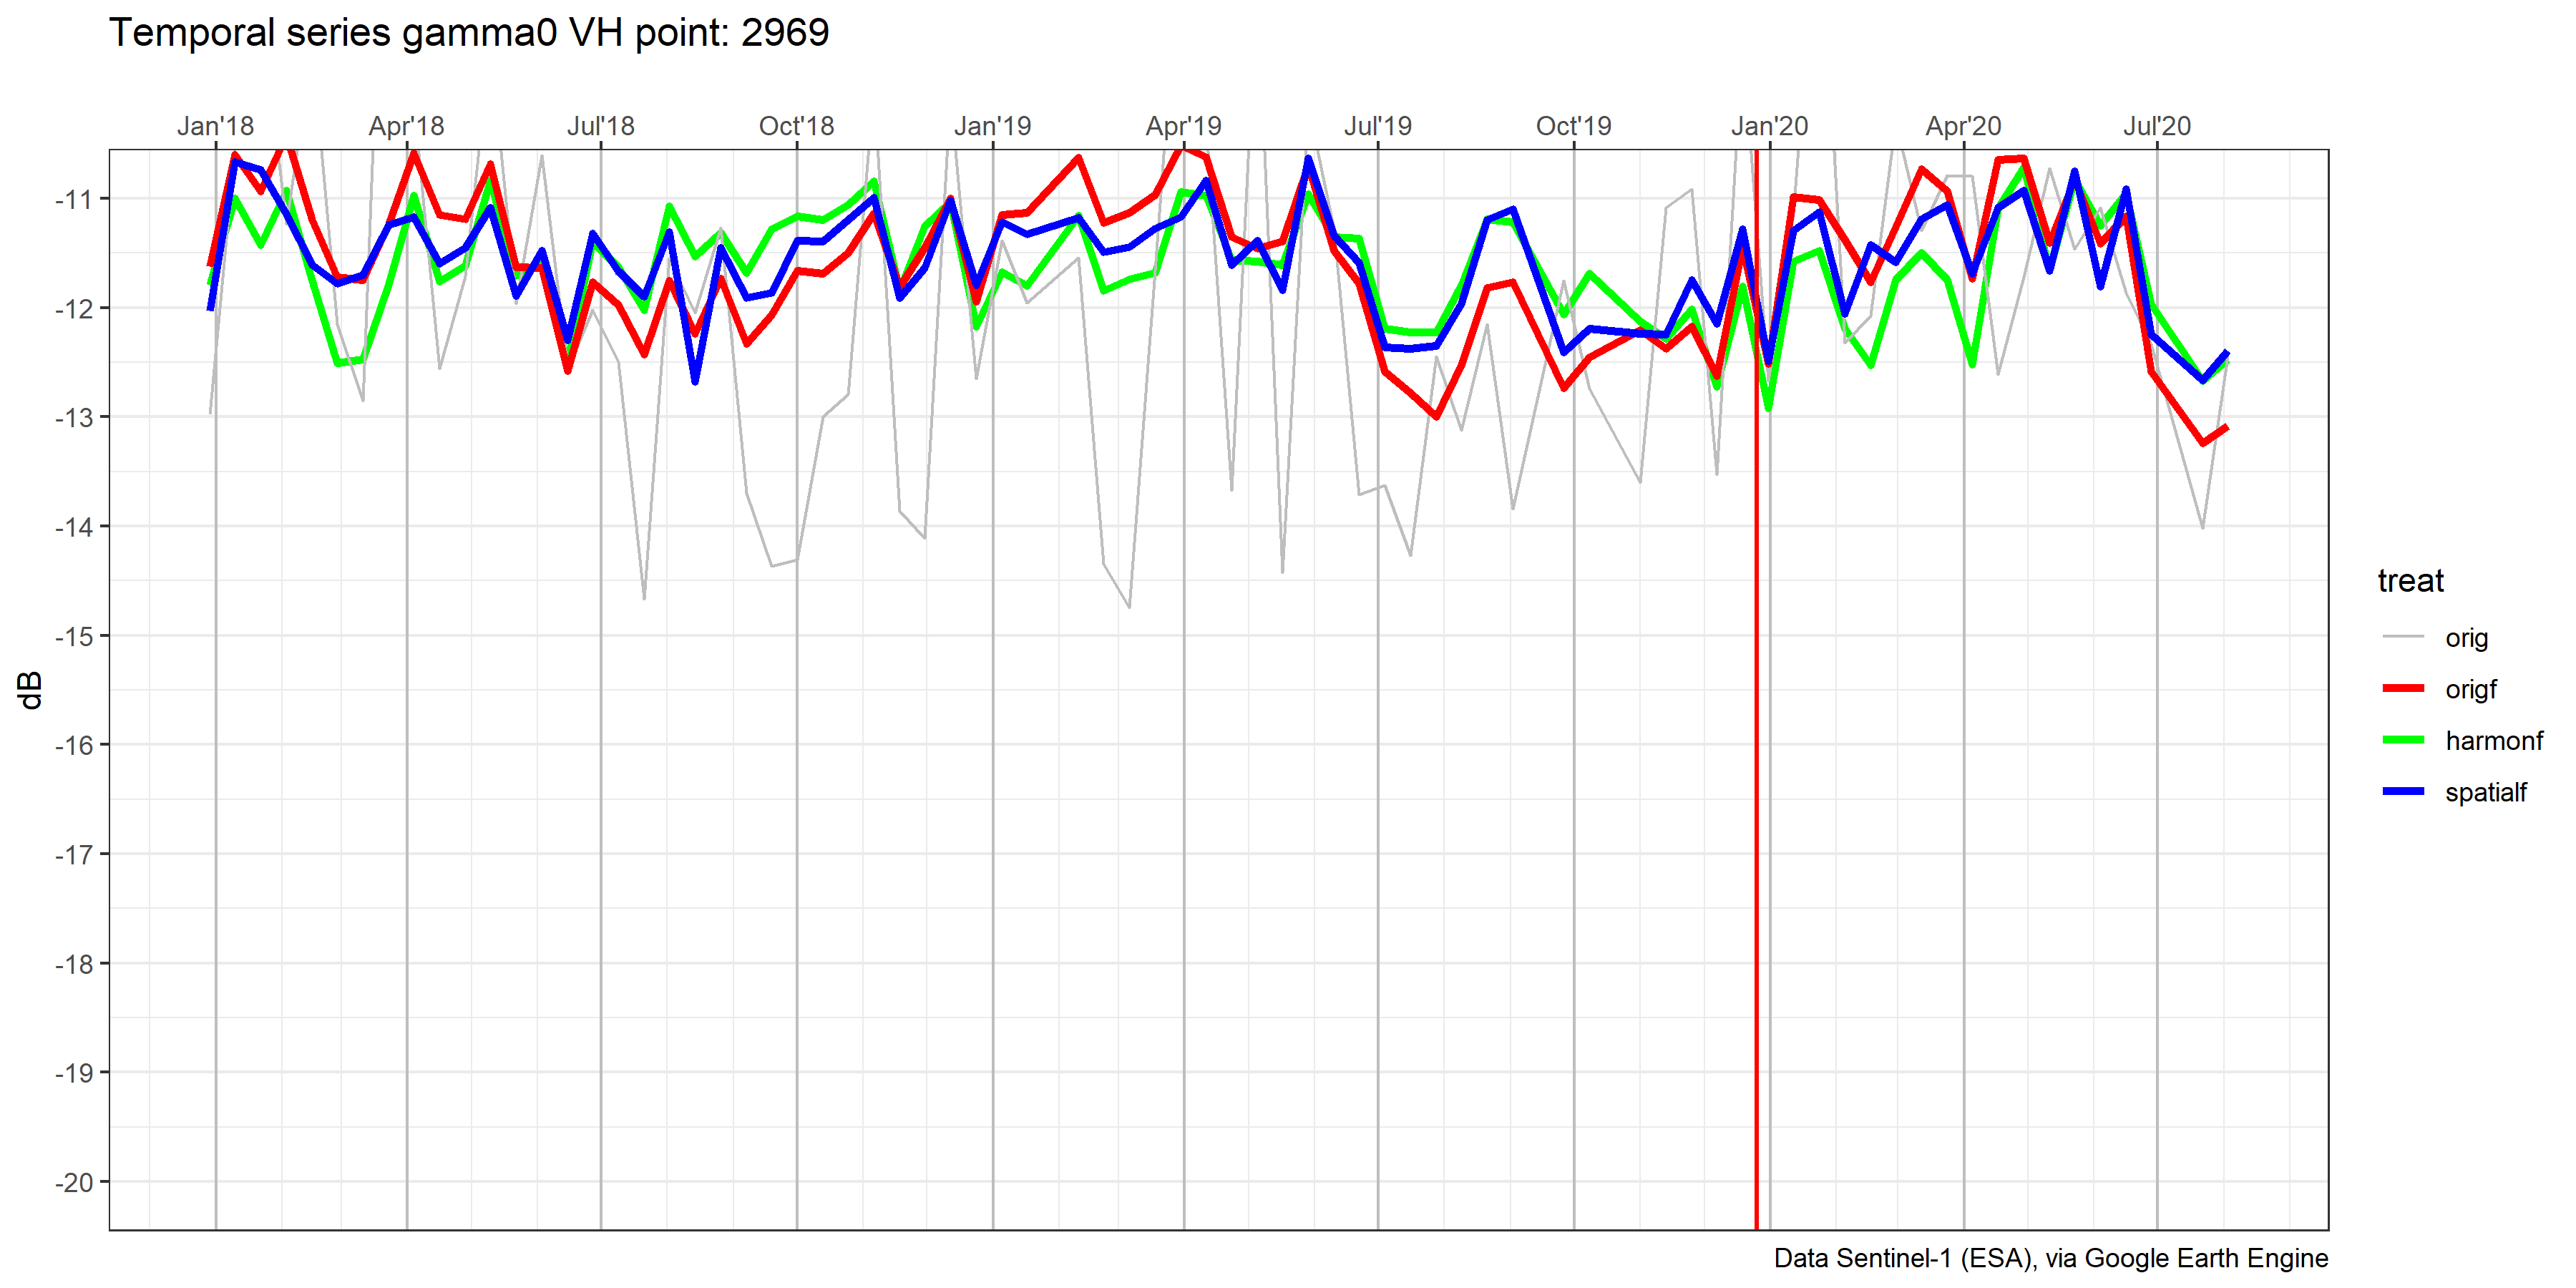 Temporal series gamma0 VH point: 2969
Jan'18 Apr'18 Jul'18 Oct'18 Jan'19 Apr'19 Jul'19 Oct'19 Jan'20 Apr'20 Jul'20
-11
-12
-13
-14
-15
-16
-17
-18
-19
-20
dB
treat
orig
origf
harmonf
spatialf
Data Sentinel-1 (ESA), via Google Earth Engine